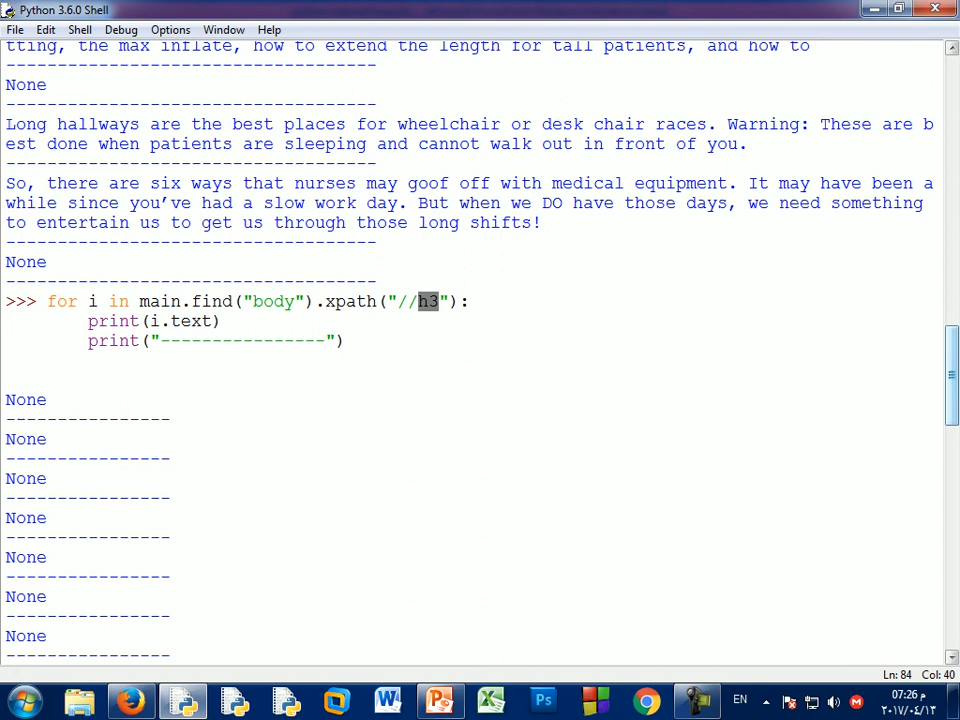 Python 3.6.0 Shell
File Edit Shell Debug Options Window Help
tting, the max inflate, how to extend the length for tall patients, and how to
------------------------------------
None
------------------------------------
Long hallways are the best places for wheelchair or desk chair races. Warning: These are b
est done when patients are sleeping and cannot walk out in front of you.
------------------------------------
So, there are six ways that nurses may goof off with medical equipment. It may have been a
while since you’ve had a slow work day. But when we DO have those days, we need something
to entertain us to get us through those long shifts!
------------------------------------
None
------------------------------------
>>> for i in main.find("body").xpath("//h3"):
print(i.text)
print("----------------")
None
----------------
None
----------------
None
----------------
None
----------------
None
----------------
None
----------------
None
----------------
Ln: 84 Col: 40
EN
07:26 م
٢٠١٧/٠٤/١٣